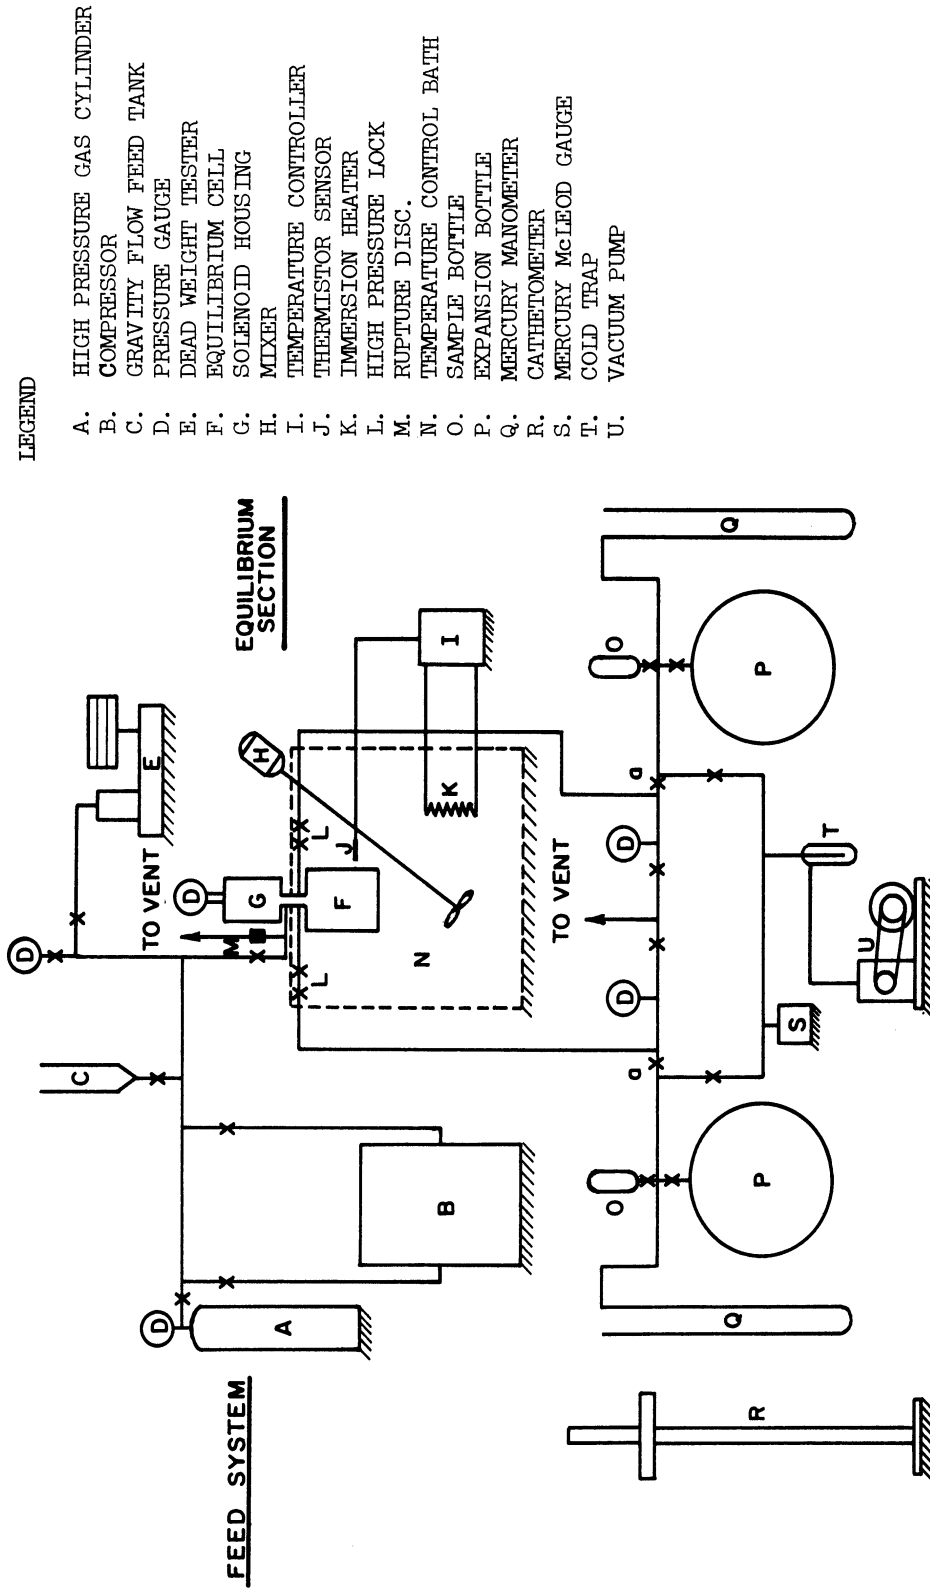 LEGEND
A. HIGH PRESSURE GAS CYLINDER
B. COMPRESSOR
C. GRAVITY FLOW FEED TANK
D. PRESSURE GAUGE
E. DEAD WEIGHT TESTER
F. EQUILIBRIUM CELL
G. SOLENOID HOUSING
H. MIXER
I. TEMPERATURE CONTROLLER
J. THERMISTOR SENSOR
K. IMMERSION HEATER
L. HIGH PRESSURE LOCK
M. RUPTURE DISC.
N. TEMPERATURE CONTROL BATH
O. SAMPLE BOTTLE
P. EXPANSION BOTTLE
Q. MERCURY MANOMETER
R. CATHETOMETER
S. MERCURY McLEOD GAUGE
T. COLD TRAP
U. VACUUM PUMP
FEED SYSTEM
EQUILIBRIUM
SECTION
D
A
B
C
D
TO VENT
M
E
D
G
F
L
L
J
H
N
K
I
TO VENT
D
D
a
a
O
O
P
P
Q
Q
R
S
T
U